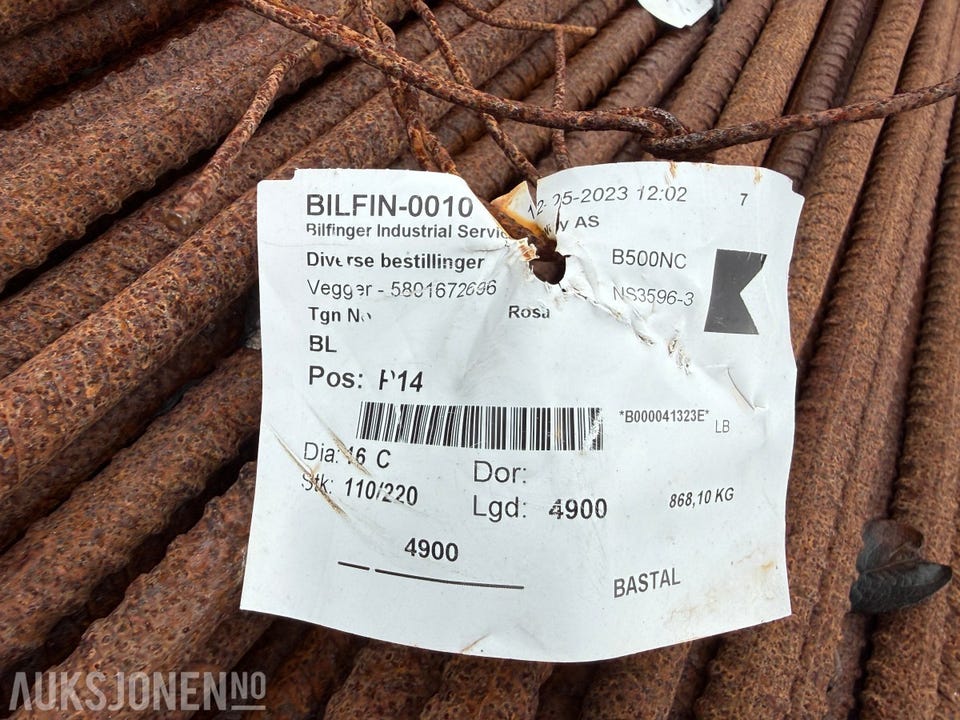 BILFIN-0010 12-05-2023 12:02 7
Bilfinger Industrial Servic AS
Diverse bestillinger B500NC
Vegger - 5801672696 NS3596-3
Tgn No Rosa
BL
Pos: P14
*B000041323E* LB
Dia: 16 C Dor:
Stk: 110/220 Lgd: 4900 868,10 KG
4900
BASTAL
AUKSJONEN.NO